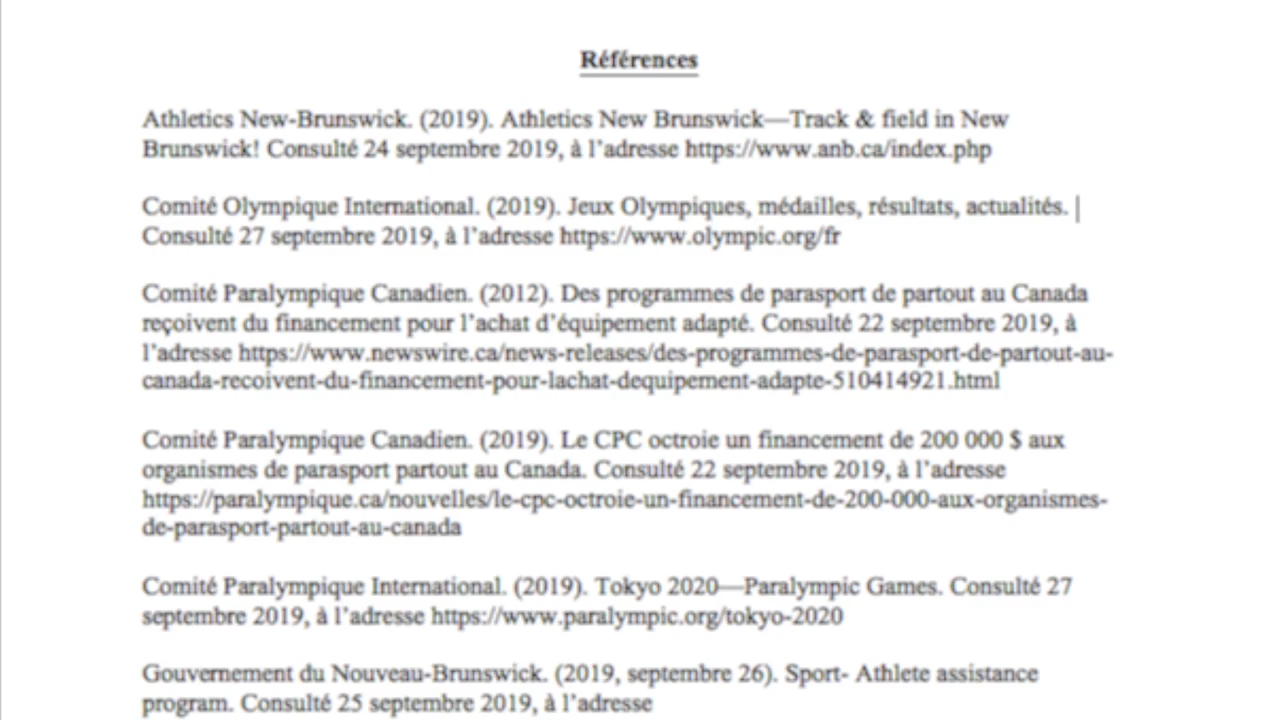 Références
Athletics New-Brunswick. (2019). Athletics New Brunswick—Track & field in New
Brunswick! Consulté 24 septembre 2019, à l’adresse https://www.anb.ca/index.php
Comité Olympique International. (2019). Jeux Olympiques, médailles, résultats, actualités. |
Consulté 27 septembre 2019, à l’adresse https://www.olympic.org/fr
Comité Paralympique Canadien. (2012). Des programmes de parasport de partout au Canada
reçoivent du financement pour l’achat d’équipement adapté. Consulté 22 septembre 2019, à
l’adresse https://www.newswire.ca/news-releases/des-programmes-de-parasport-de-partout-au-
canada-recoivent-du-financement-pour-lachat-dequipement-adapte-510414921.html
Comité Paralympique Canadien. (2019). Le CPC octroie un financement de 200 000 $ aux
organismes de parasport partout au Canada. Consulté 22 septembre 2019, à l’adresse
https://paralympique.ca/nouvelles/le-cpc-octroie-un-financement-de-200-000-aux-organismes-
de-parasport-partout-au-canada
Comité Paralympique International. (2019). Tokyo 2020—Paralympic Games. Consulté 27
septembre 2019, à l’adresse https://www.paralympic.org/tokyo-2020
Gouvernement du Nouveau-Brunswick. (2019, septembre 26). Sport- Athlete assistance
program. Consulté 25 septembre 2019, à l’adresse